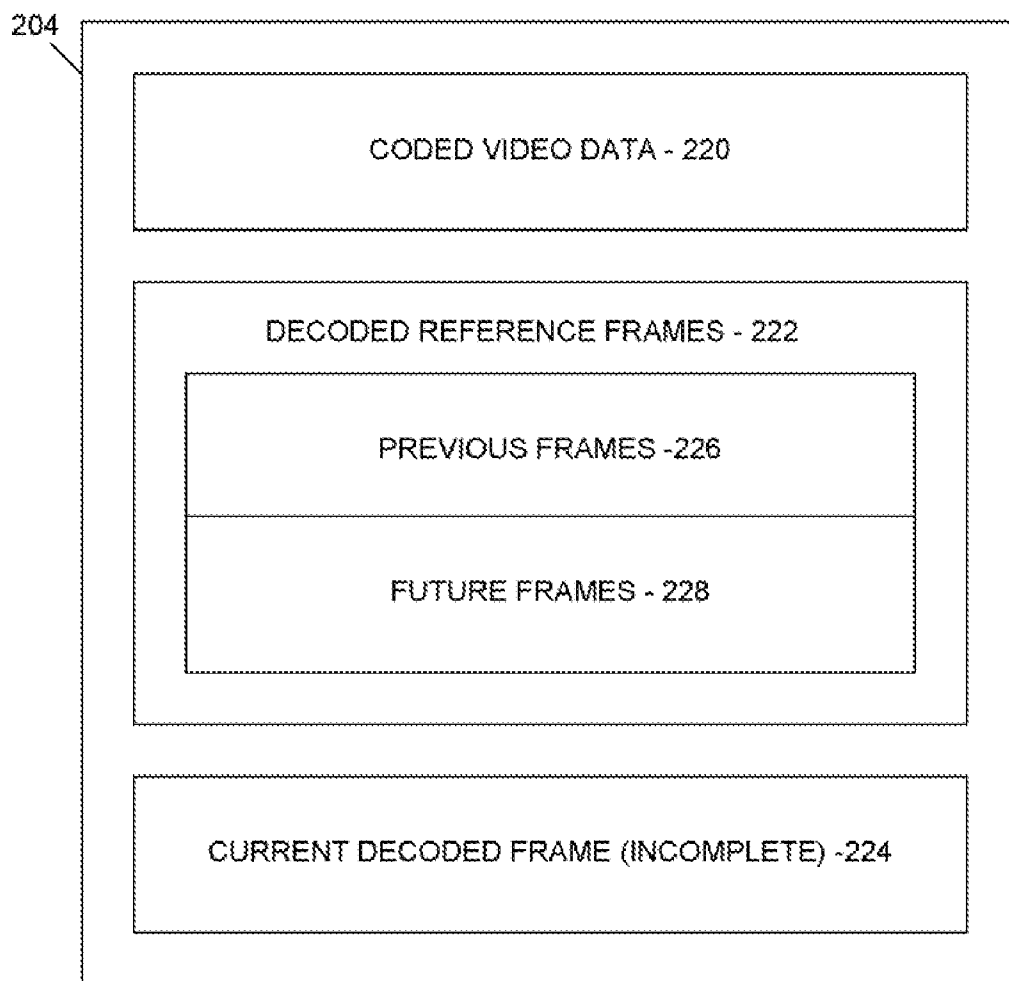 204
CODED VIDEO DATA - 220
DECODED REFERENCE FRAMES - 222
PREVIOUS FRAMES -226
FUTURE FRAMES - 228
CURRENT DECODED FRAME (INCOMPLETE) -224